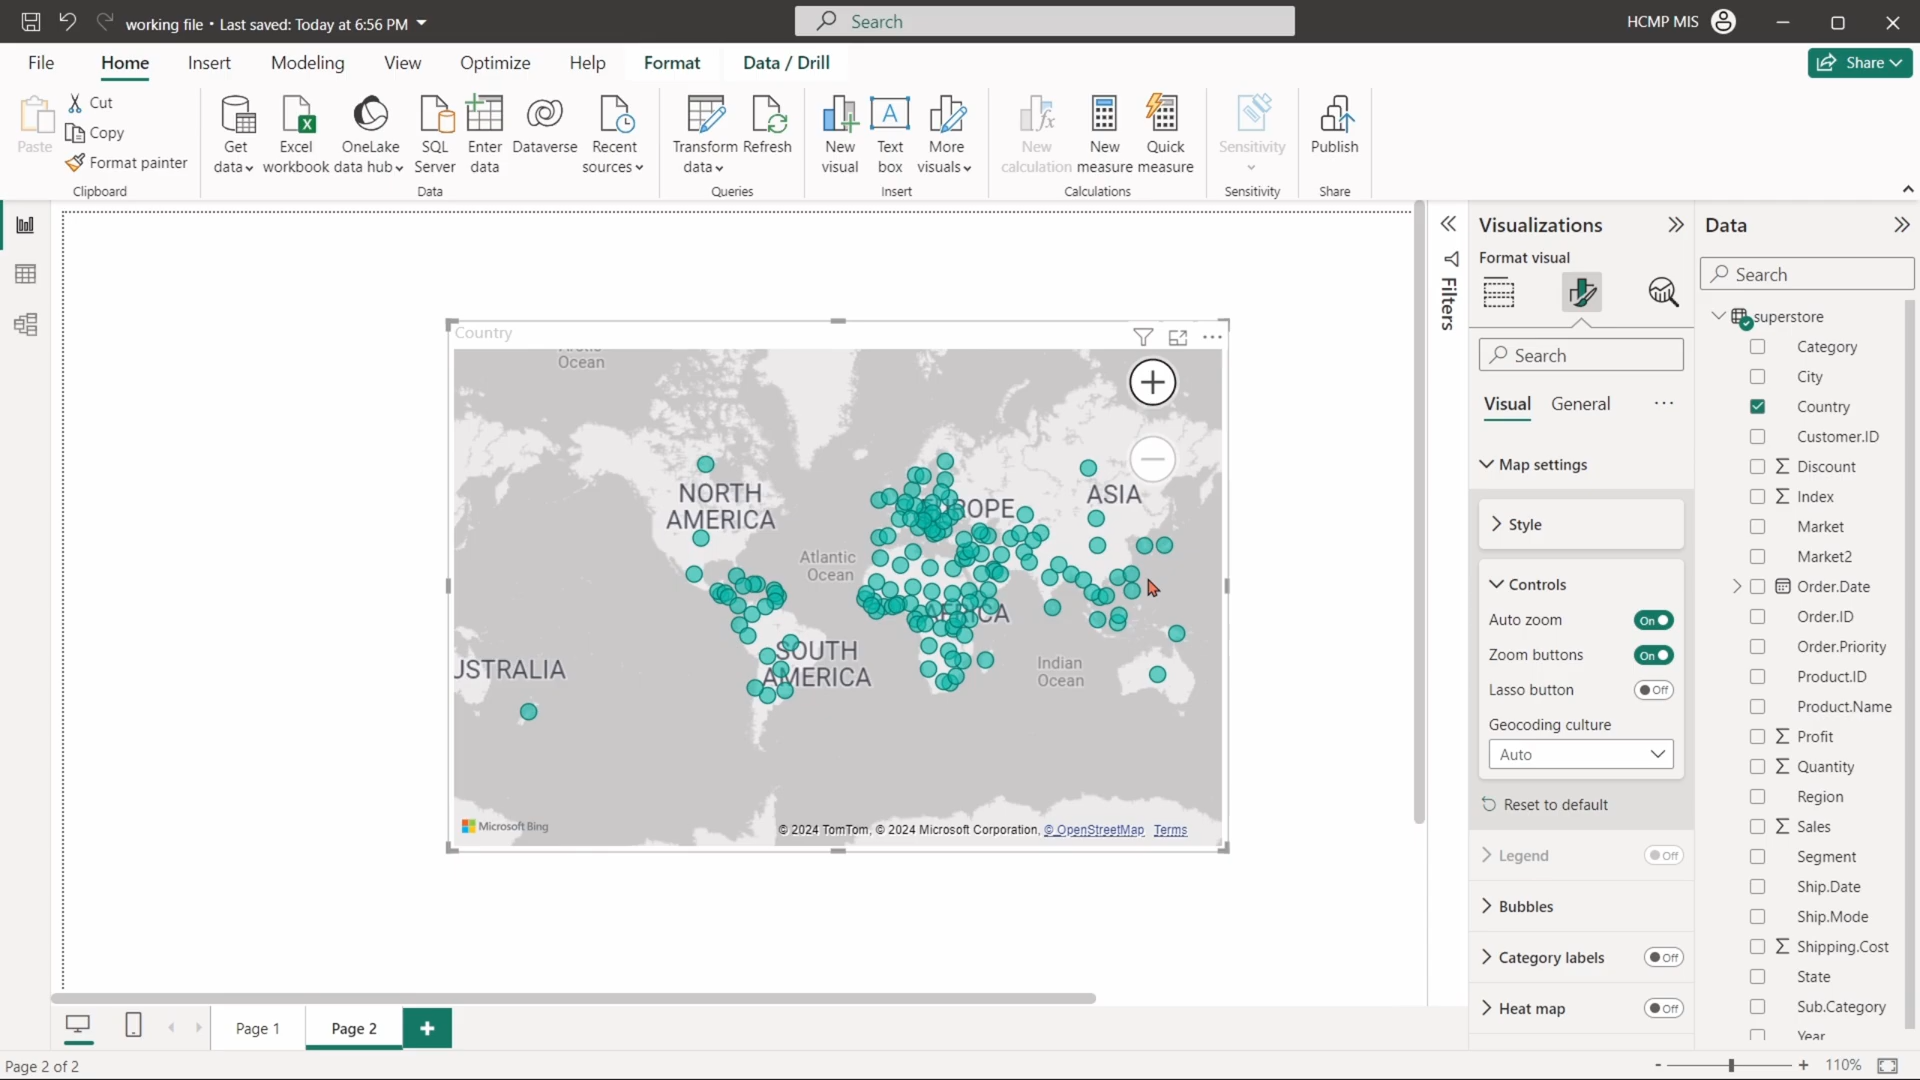 working file • Last saved: Today at 6:56 PM
Search
HCMP MIS
File
Home
Insert
Modeling
View
Optimize
Help
Format
Data / Drill
Share
Paste
Cut
Copy
Format painter
Clipboard
Get data
Excel workbook
OneLake data hub
SQL Server
Enter data
Dataverse
Recent sources
Data
Transform data
Refresh
Queries
New visual
Text box
More visuals
Insert
New calculation
New measure
Quick measure
Calculations
Sensitivity
Sensitivity
Publish
Share
Country
Ocean
NORTH
AMERICA
Atlantic
Ocean
ASIA
SOUTH
AMERICA
Indian
Ocean
USTRALIA
Microsoft Bing
© 2024 TomTom, © 2024 Microsoft Corporation, © OpenStreetMap Terms
Filters
Visualizations
Format visual
Search
Visual
General
Map settings
Style
Controls
Auto zoom
On
Zoom buttons
On
Lasso button
Off
Geocoding culture
Auto
Reset to default
Legend
Off
Bubbles
Category labels
Off
Heat map
Off
Data
Search
superstore
Category
City
Country
Customer.ID
Discount
Index
Market
Market2
Order.Date
Order.ID
Order.Priority
Product.ID
Product.Name
Profit
Quantity
Region
Sales
Segment
Ship.Date
Ship.Mode
Shipping.Cost
State
Sub.Category
Year
Page 1
Page 2
Page 2 of 2
110%